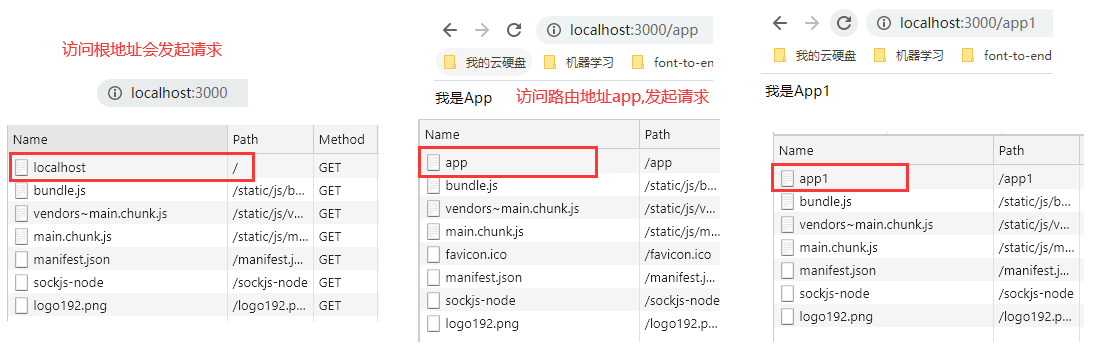 访问根地址会发起请求
localhost:3000
Name Path Method
localhost / GET
bundle.js /static/js/b... GET
vendors~main.chunk.js /static/js/v... GET
main.chunk.js /static/js/m... GET
manifest.json /manifest.j... GET
sockjs-node /sockjs-node GET
logo192.png /logo192.p... GET
localhost:3000/app
我的云硬盘 机器学习 font-to-end
我是App 访问路由地址app,发起请求
Name Path
app /app
bundle.js /static/js/b...
vendors~main.chunk.js /static/js/v...
main.chunk.js /static/js/m...
favicon.ico /favicon.ico
manifest.json /manifest.j...
sockjs-node /sockjs-node
logo192.png /logo192.p...
localhost:3000/app1
我的云硬盘 机器学习 font-to-end
我是App1
Name Path
app1 /app1
bundle.js /static/js/b...
vendors~main.chunk.js /static/js/v...
main.chunk.js /static/js/m...
manifest.json /manifest.j...
sockjs-node /sockjs-node
logo192.png /logo192.p...